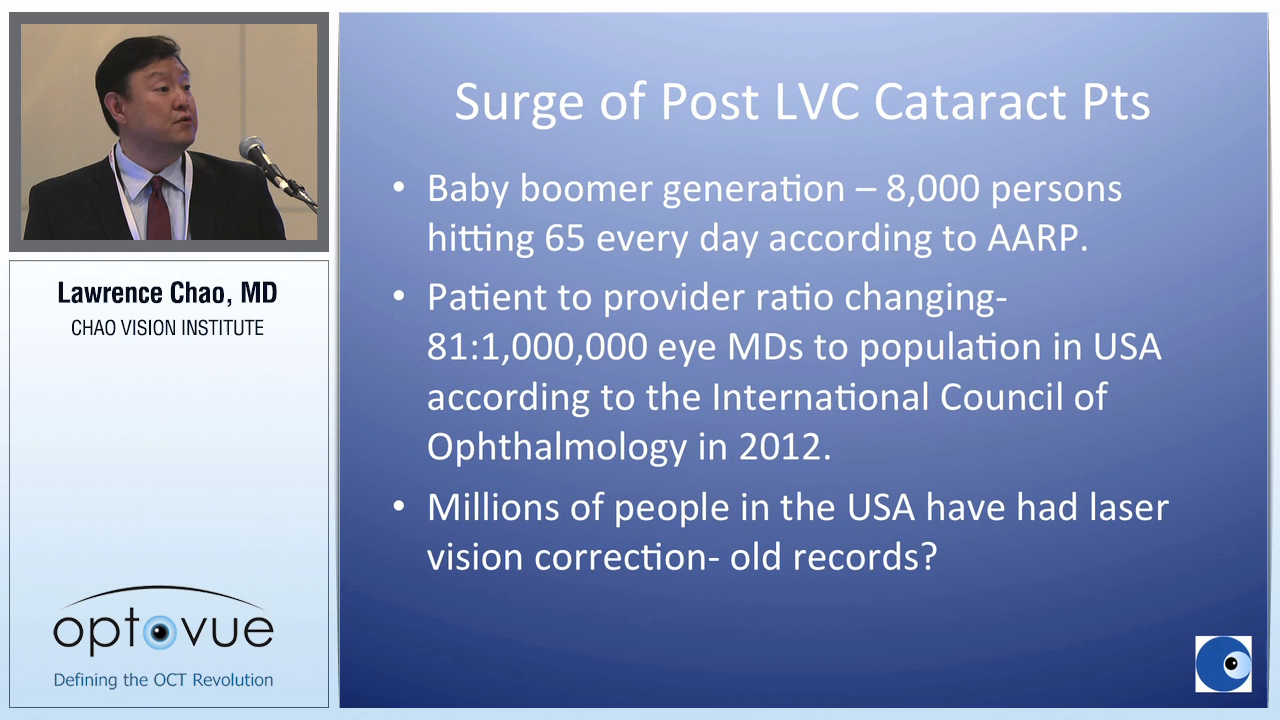 Lawrence Chao, MD
CHAO VISION INSTITUTE
optovue
Defining the OCT Revolution
Surge of Post LVC Cataract Pts
• Baby boomer generation – 8,000 persons
hitting 65 every day according to AARP.
• Patient to provider ratio changing-
81:1,000,000 eye MDs to population in USA
according to the International Council of
Ophthalmology in 2012.
• Millions of people in the USA have had laser
vision correction- old records?